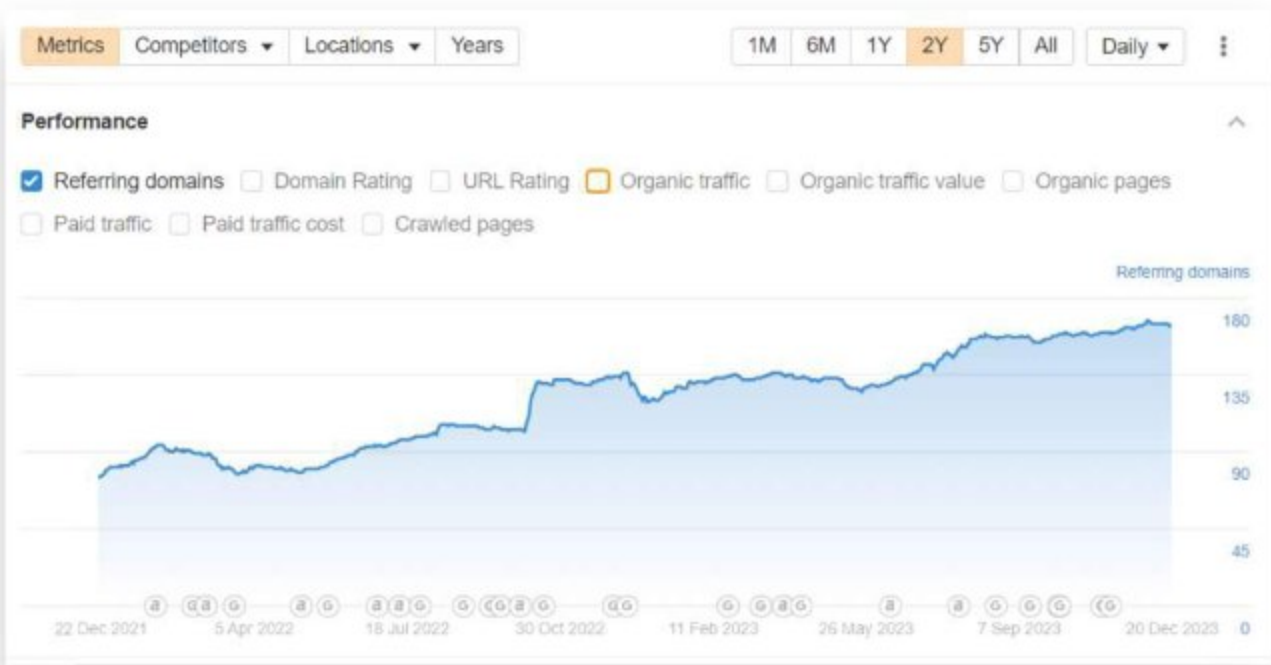 Metrics Competitors Locations Years 1M 6M 1Y 2Y 5Y All Daily
Performance
Referring domains Domain Rating URL Rating Organic traffic Organic traffic value Organic pages
Paid traffic Paid traffic cost Crawled pages
Referring domains
180
135
90
45
a G a G a G a a G G G G a G G G G G a G a a G G G G G
22 Dec 2021 5 Apr 2022 18 Jul 2022 30 Oct 2022 11 Feb 2023 26 May 2023 7 Sep 2023 20 Dec 2023 0